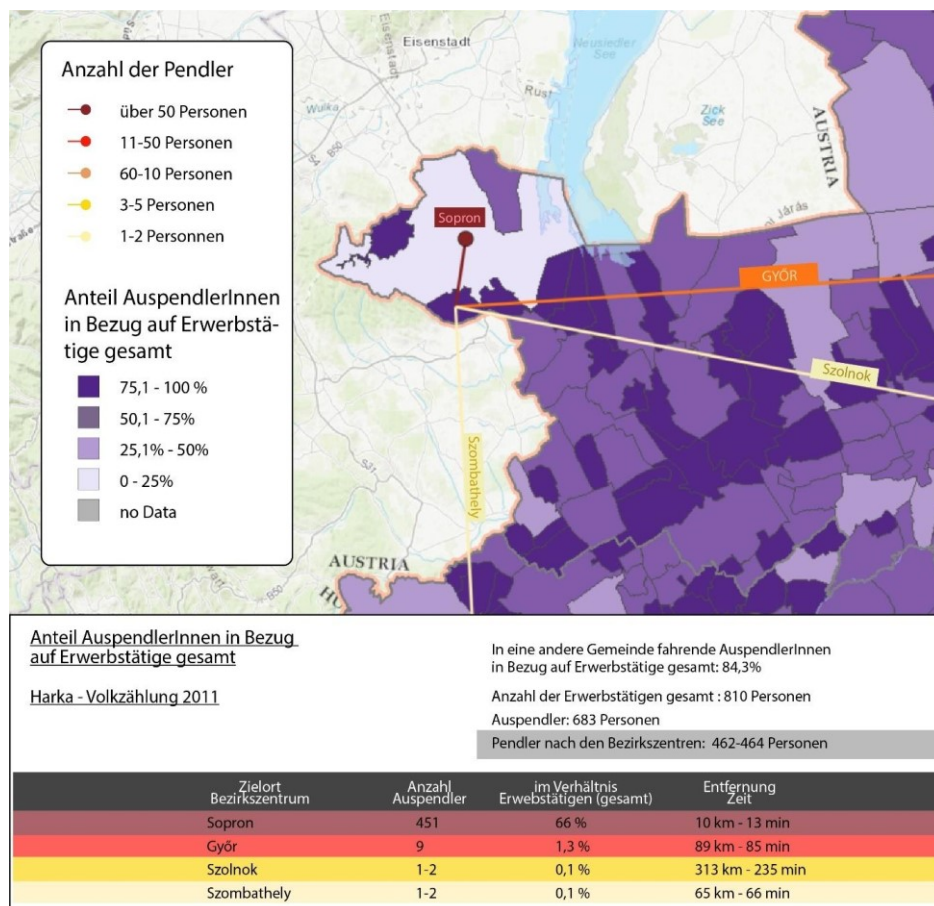 Anzahl der Pendler
über 50 Personen
11-50 Personen
60-10 Personen
3-5 Personen
1-2 Personnen
Anteil AuspendlerInnen
in Bezug auf Erwerbstä-
tige gesamt
75,1 - 100 %
50,1 - 75%
25,1% - 50%
0 - 25%
no Data
Eisenstadt
Eisenstadt
Neusiedler
See
Rust
Wulka
S4
B50
Zick
See
AUSTRIA
Járás
Sopron
GYŐR
Szolnok
Szombathely
S31
B50
AUSTRIA
Anteil AuspendlerInnen in Bezug
auf Erwerbstätige gesamt
Harka - Volkzählung 2011
In eine andere Gemeinde fahrende AuspendlerInnen
in Bezug auf Erwerbstätige gesamt: 84,3%
Anzahl der Erwerbstätigen gesamt : 810 Personen
Auspendler: 683 Personen
Pendler nach den Bezirkszentren: 462-464 Personen
Zielort Anzahl im Verhältnis Entfernung
Bezirkszentrum Auspendler Erwebstätigen (gesamt) Zeit
Sopron 451 66 % 10 km - 13 min
Győr 9 1,3 % 89 km - 85 min
Szolnok 1-2 0,1 % 313 km - 235 min
Szombathely 1-2 0,1 % 65 km - 66 min